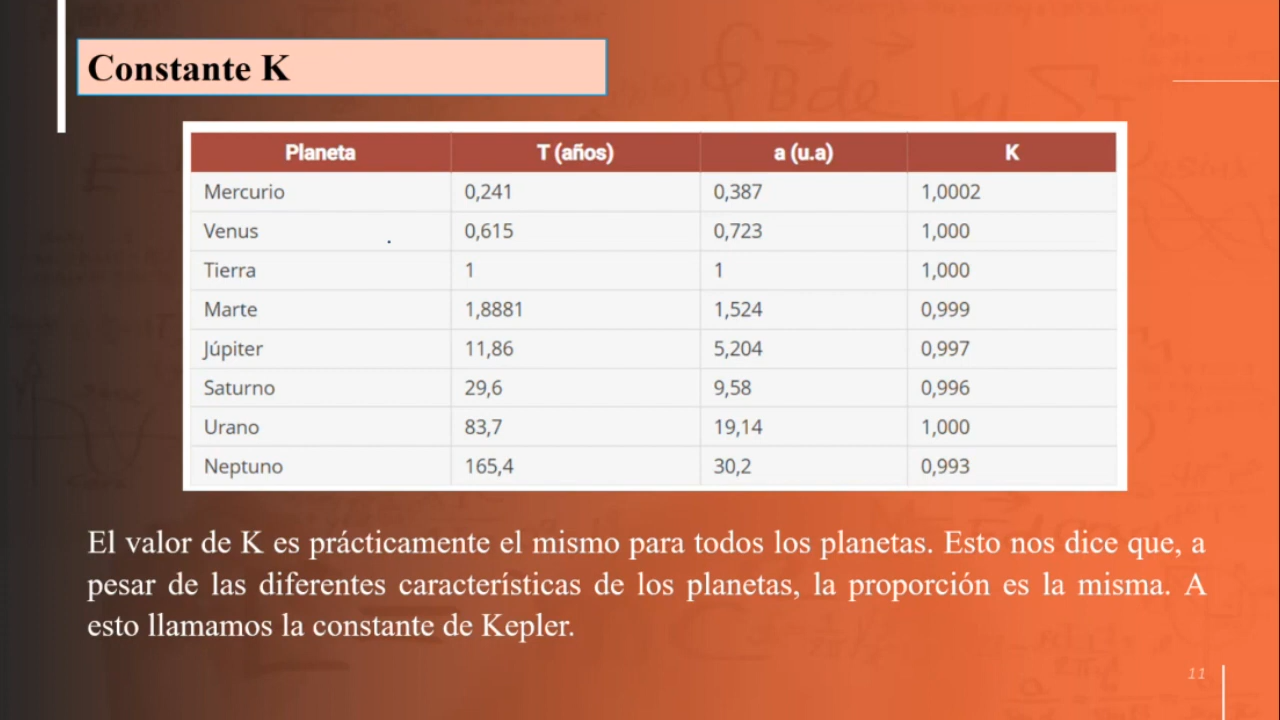 Constante K
Planeta T (años) a (u.a) K
Mercurio 0,241 0,387 1,0002
Venus 0,615 0,723 1,000
Tierra 1 1 1,000
Marte 1,8881 1,524 0,999
Júpiter 11,86 5,204 0,997
Saturno 29,6 9,58 0,996
Urano 83,7 19,14 1,000
Neptuno 165,4 30,2 0,993
El valor de K es prácticamente el mismo para todos los planetas. Esto nos dice que, a
pesar de las diferentes características de los planetas, la proporción es la misma. A
esto llamamos la constante de Kepler.
11